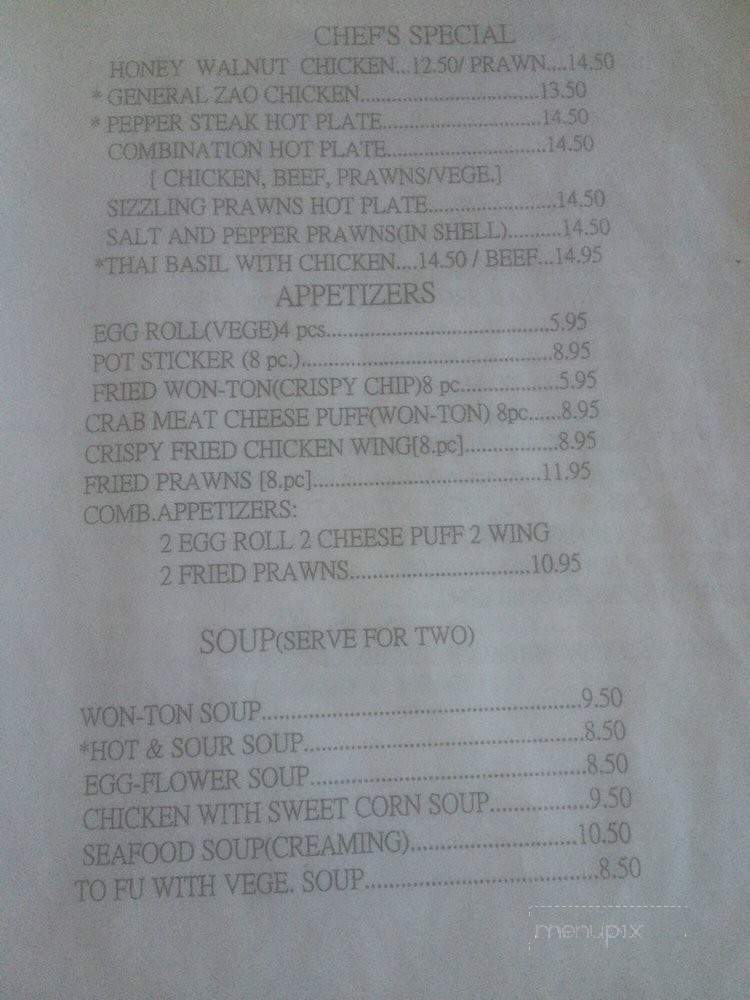 CHEF'S SPECIAL
HONEY WALNUT CHICKEN...12.50/ PRAWN....14.50
* GENERAL ZAO CHICKEN................................13.50
* PEPPER STEAK HOT PLATE............................14.50
COMBINATION HOT PLATE.............................14.50
[ CHICKEN, BEEF, PRAWNS/VEGE.]
SIZZLING PRAWNS HOT PLATE.......................14.50
SALT AND PEPPER PRAWNS(IN SHELL)..........14.50
*THAI BASIL WITH CHICKEN....14.50 / BEEF...14.95
APPETIZERS
EGG ROLL(VEGE)4 pcs........................................5.95
POT STICKER (8 pc.).............................................8.95
FRIED WON-TON(CRISPY CHIP)8 pc..................5.95
CRAB MEAT CHEESE PUFF(WON-TON) 8pc......8.95
CRISPY FRIED CHICKEN WING[8.pc].................8.95
FRIED PRAWNS [8.pc]..........................................11.95
COMB.APPETIZERS:
2 EGG ROLL 2 CHEESE PUFF 2 WING
2 FRIED PRAWNS.................................10.95
SOUP(SERVE FOR TWO)
WON-TON SOUP..........................................................9.50
*HOT & SOUR SOUP..................................................8.50
EGG-FLOWER SOUP.................................................8.50
CHICKEN WITH SWEET CORN SOUP.................9.50
SEAFOOD SOUP(CREAMING).............................10.50
TO FU WITH VEGE. SOUP.........................................8.50
menupix